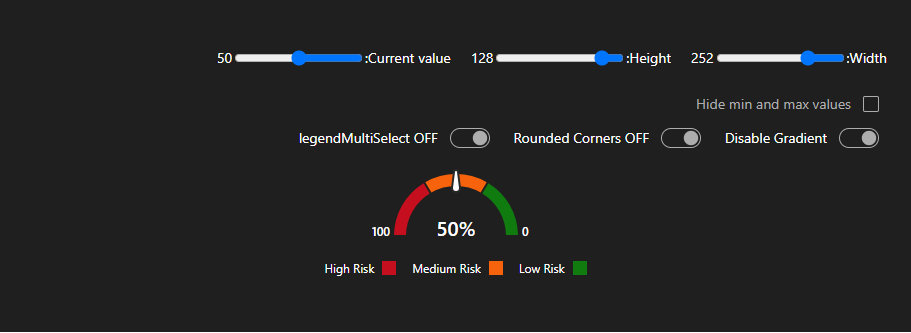 50 :Current value 128 :Height 252 :Width
Hide min and max values
legendMultiSelect OFF Rounded Corners OFF Disable Gradient
100 50% 0
High Risk Medium Risk Low Risk